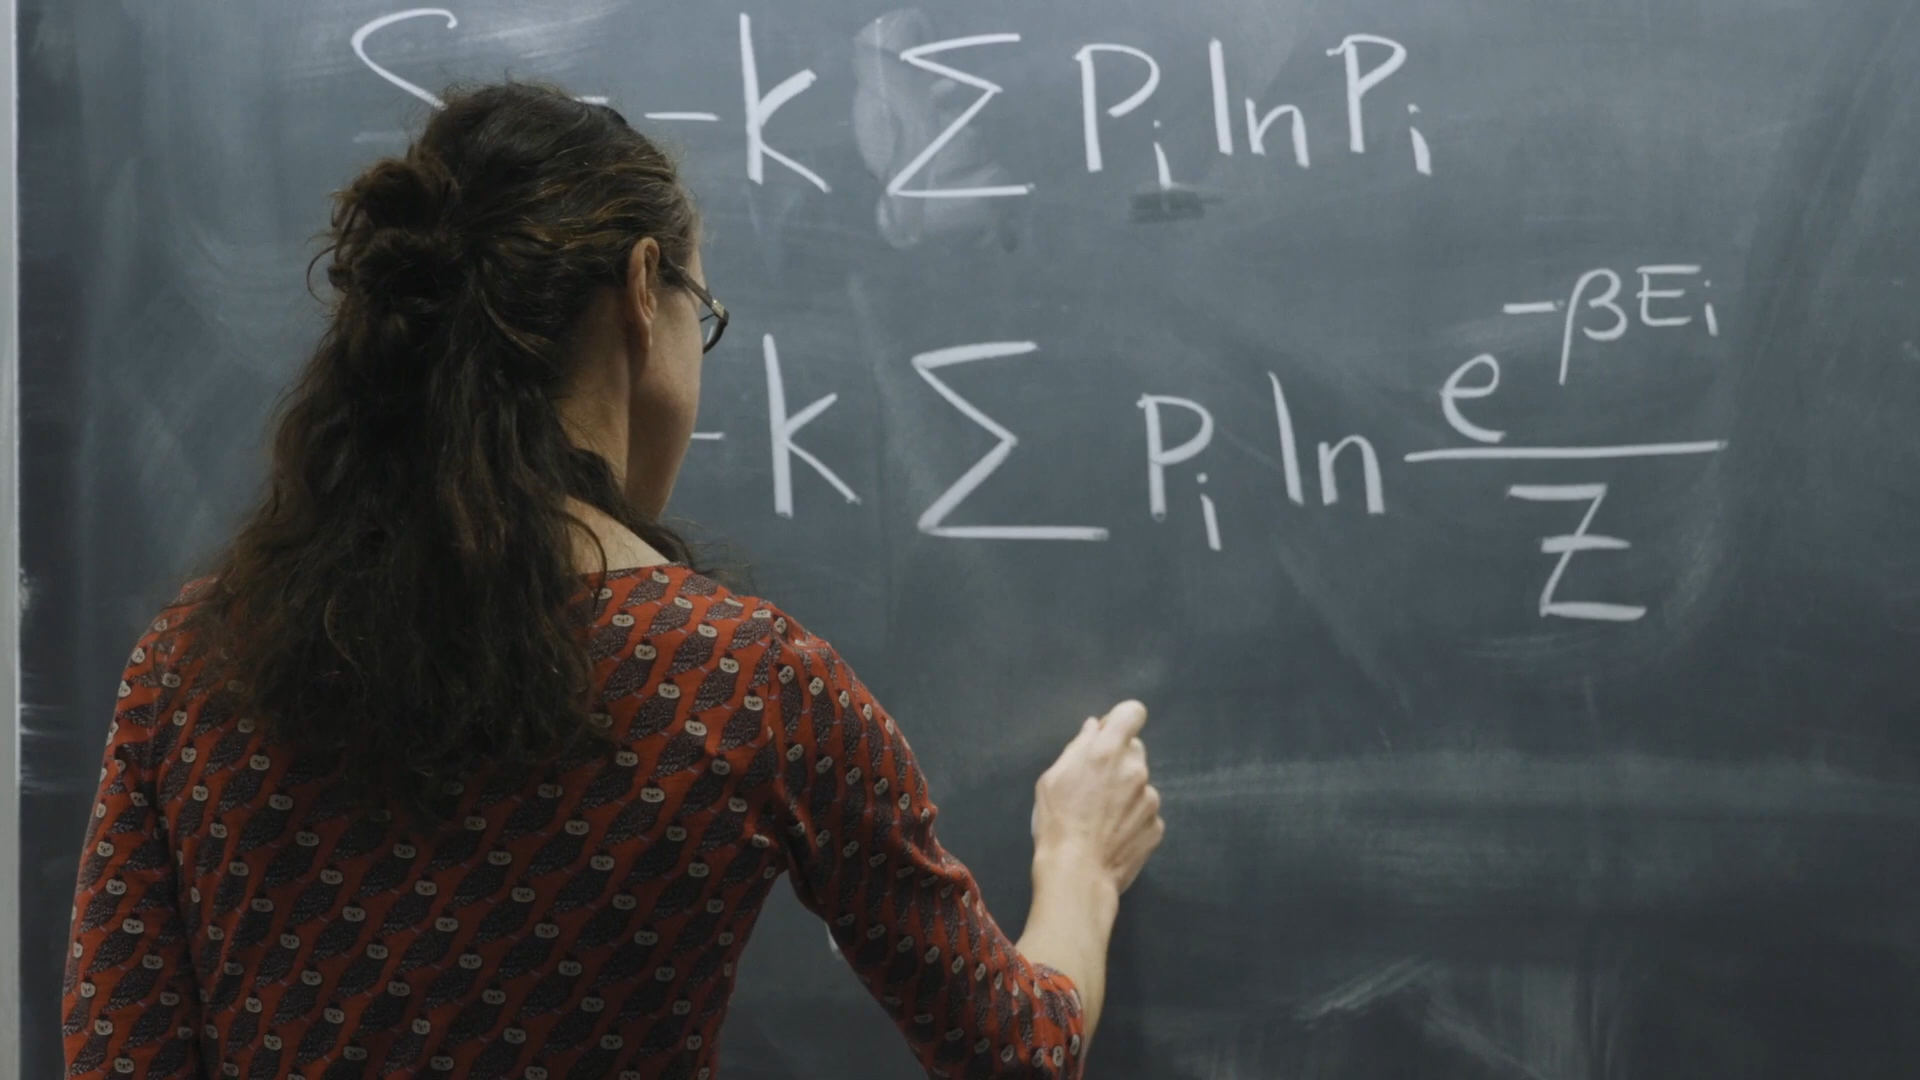 S = -k Σ Pi ln Pi
-k Σ Pi ln e^-βEi / Z